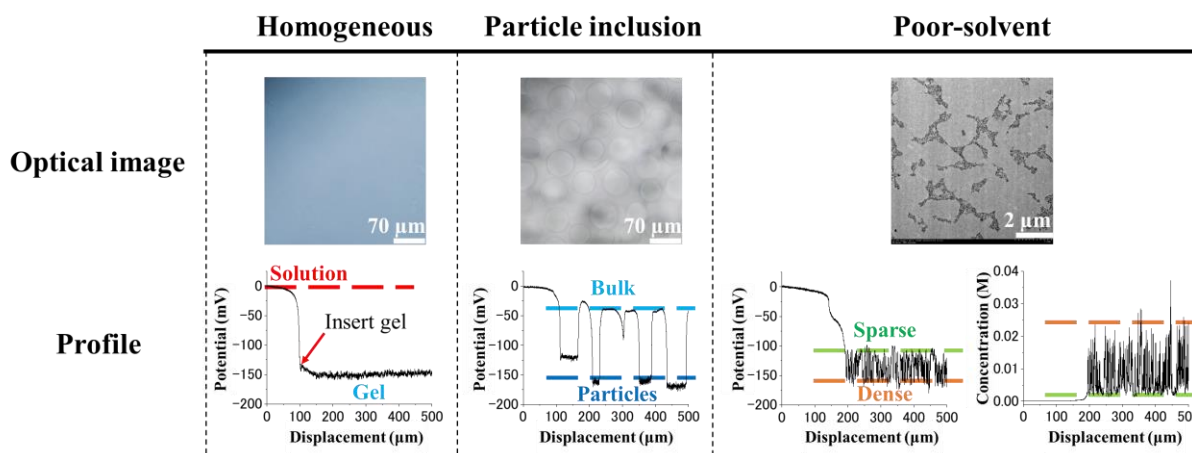 Homogeneous
Particle inclusion
Poor-solvent
Optical image
70 µm
70 µm
2 µm
Profile
Potential (mV)
0
−50
−100
−150
−200
Solution
Insert gel
Gel
0 100 200 300 400 500
Displacement (µm)
Potential (mV)
0
−50
−100
−150
−200
Bulk
Particles
0 100 200 300 400 500
Displacement (µm)
Potential (mV)
0
−50
−100
−150
−200
Sparse
Dense
0 100 200 300 400 500
Displacement (µm)
Concentration (M)
0.04
0.03
0.02
0.01
0.00
0 100 200 300 400 500
Displacement (µm)